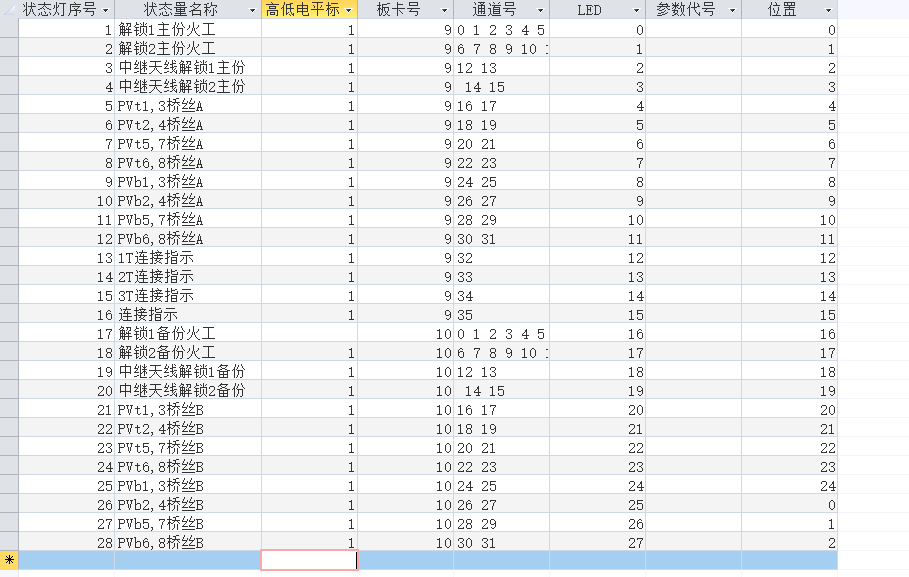 状态灯序号 状态量名称 高低电平标 板卡号 通道号 LED 参数代号 位置
1 解锁1主份火工 1 9 0 1 2 3 4 5 0 0
2 解锁2主份火工 1 9 6 7 8 9 10 1 1
3 中继天线解锁1主份 1 9 12 13 2 2
4 中继天线解锁2主份 1 9 14 15 3 3
5 PVt1,3桥丝A 1 9 16 17 4 4
6 PVt2,4桥丝A 1 9 18 19 5 5
7 PVt5,7桥丝A 1 9 20 21 6 6
8 PVt6,8桥丝A 1 9 22 23 7 7
9 PVb1,3桥丝A 1 9 24 25 8 8
10 PVb2,4桥丝A 1 9 26 27 9 9
11 PVb5,7桥丝A 1 9 28 29 10 10
12 PVb6,8桥丝A 1 9 30 31 11 11
13 1T连接指示 1 9 32 12 12
14 2T连接指示 1 9 33 13 13
15 3T连接指示 1 9 34 14 14
16 连接指示 1 9 35 15 15
17 解锁1备份火工 10 0 1 2 3 4 5 16 16
18 解锁2备份火工 1 10 6 7 8 9 10 17 17
19 中继天线解锁1备份 1 10 12 13 18 18
20 中继天线解锁2备份 1 10 14 15 19 19
21 PVt1,3桥丝B 1 10 16 17 20 20
22 PVt2,4桥丝B 1 10 18 19 21 21
23 PVt5,7桥丝B 1 10 20 21 22 22
24 PVt6,8桥丝B 1 10 22 23 23 23
25 PVb1,3桥丝B 1 10 24 25 24 24
26 PVb2,4桥丝B 1 10 26 27 25 0
27 PVb5,7桥丝B 1 10 28 29 26 1
28 PVb6,8桥丝B 1 10 30 31 27 2